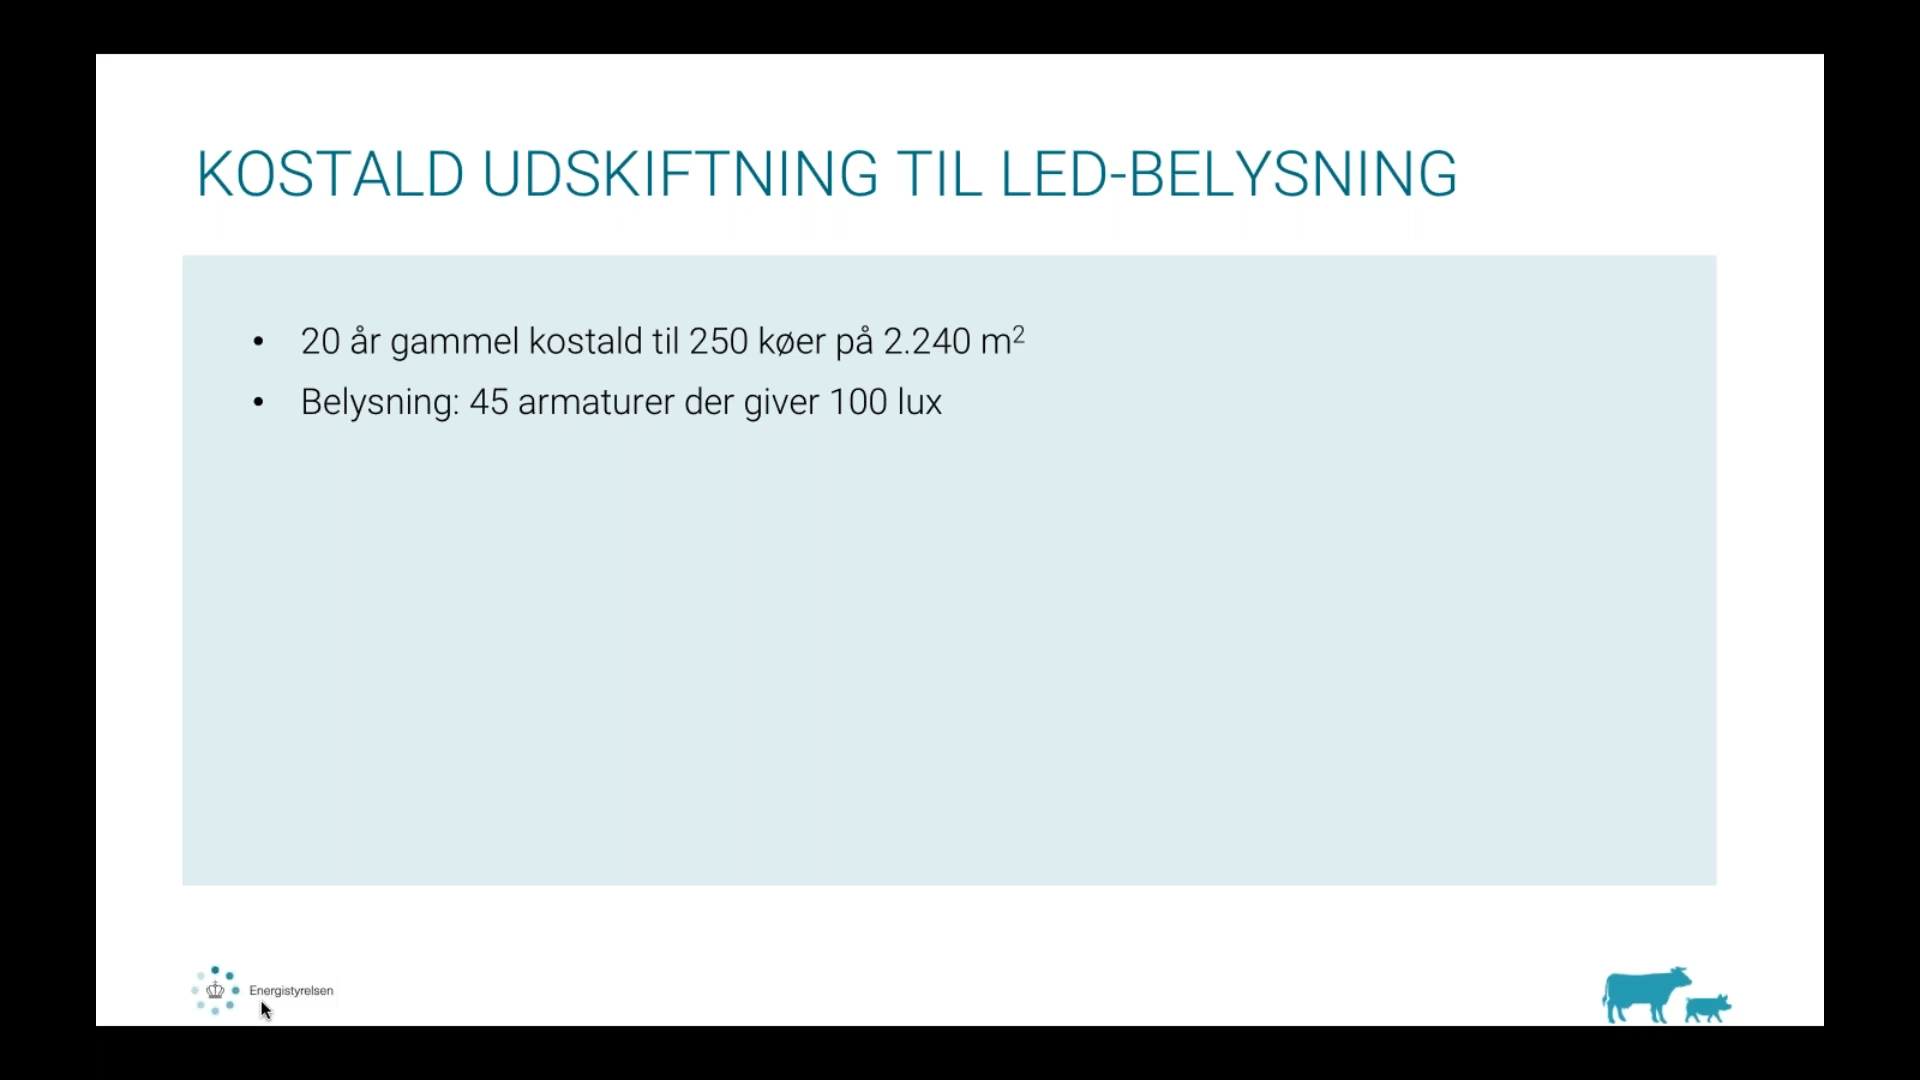 KOSTALD UDSKIFTNING TIL LED-BELYSNING
• 20 år gammel kostald til 250 køer på 2.240 m²
• Belysning: 45 armaturer der giver 100 lux
Energistyrelsen